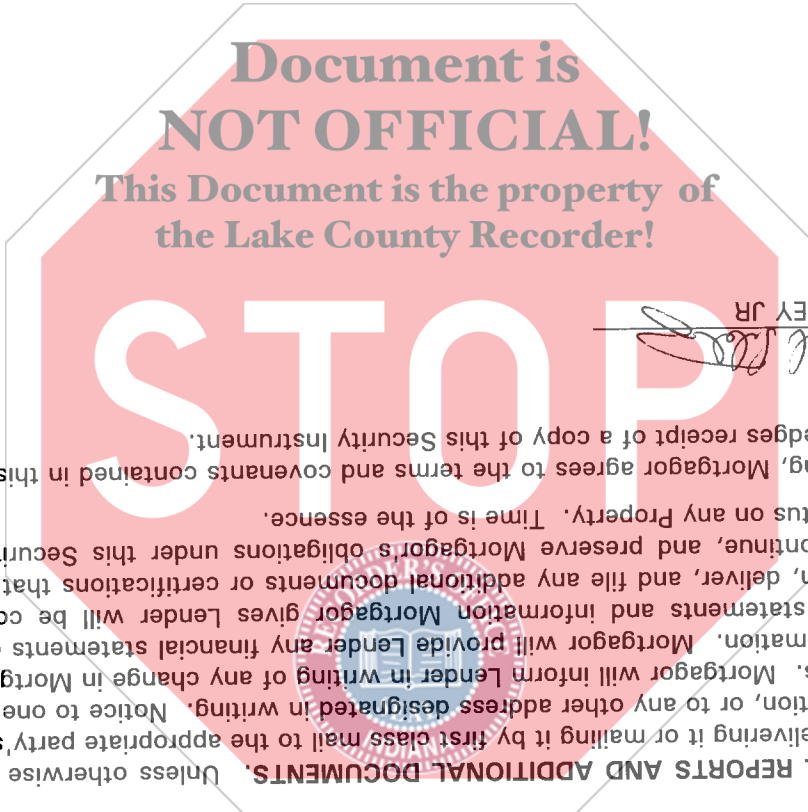 Document is
NOT OFFICIAL!
This Document is the property of
the Lake County Recorder!
STOP
L REPORTS AND ADDITIONAL DOCUMENTS. Unless otherwise
elivering it or mailing it by first class mail to the appropriate party's
tion, or to any other address designated in writing. Notice to one
s. Mortgagor will inform Lender in writing of any change in Mortg
mation. Mortgagor will provide Lender any financial statements
statements and information Mortgagor gives Lender will be co
, deliver, and file any additional documents or certifications that
ontinue, and preserve Mortgagor's obligations under this Securi
tus on any Property. Time is of the essence.
ng, Mortgagor agrees to the terms and covenants contained in this
edges receipt of a copy of this Security Instrument.
EY JR
RECORDER'S
INDIANA